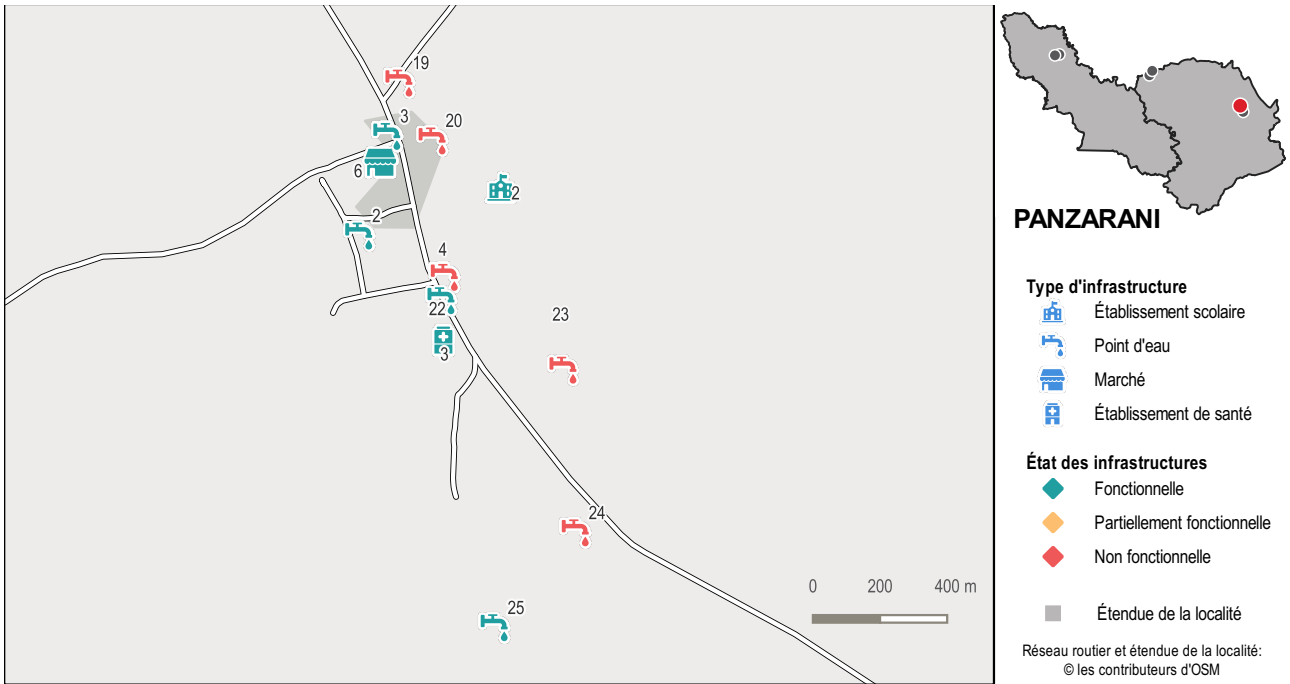 19
3
20
6
2
2
4
22
23
3
24
25
0 200 400 m
PANZARANI
Type d'infrastructure
Établissement scolaire
Point d'eau
Marché
Établissement de santé
État des infrastructures
Fonctionnelle
Partiellement fonctionnelle
Non fonctionnelle
Étendue de la localité
Réseau routier et étendue de la localité:
© les contributeurs d'OSM